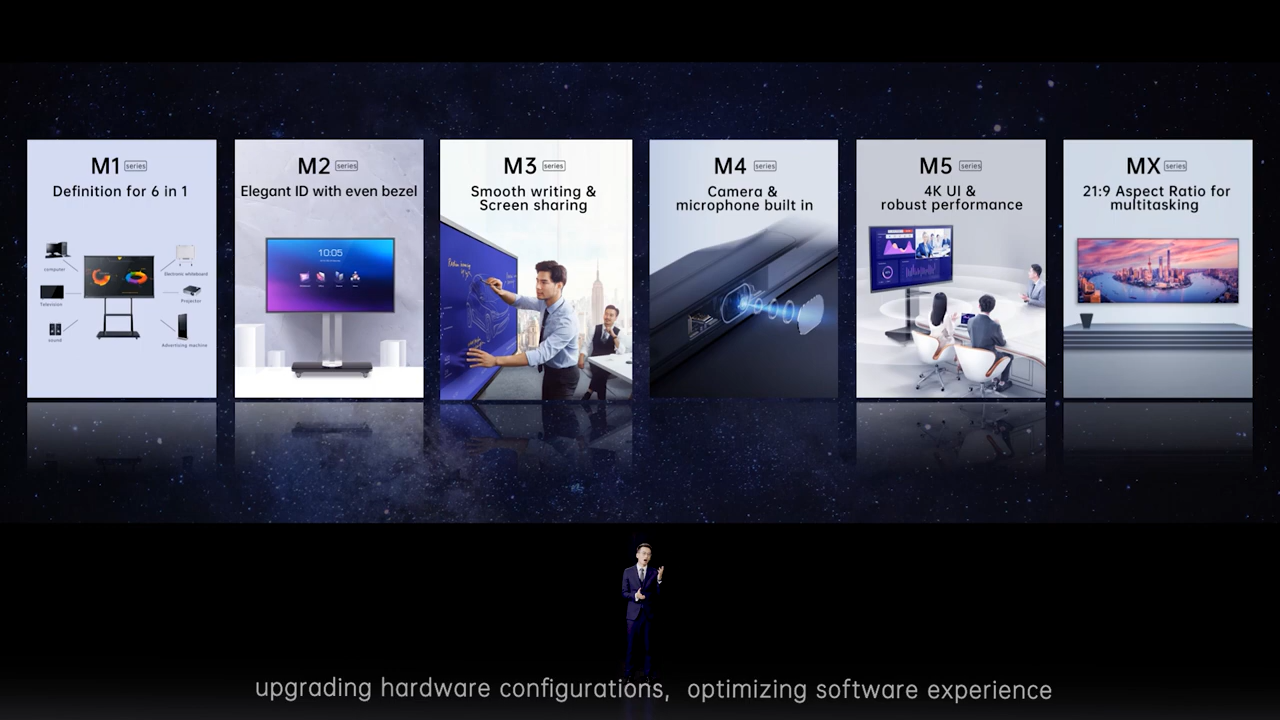 M1 series
Definition for 6 in 1
computer
Electronic whiteboard
Television
Projector
sound
Advertising machine
M2 series
Elegant ID with even bezel
10:05
M3 series
Smooth writing &
Screen sharing
M4 series
Camera &
microphone built in
M5 series
4K UI &
robust performance
MX series
21:9 Aspect Ratio for
multitasking
upgrading hardware configurations, optimizing software experience